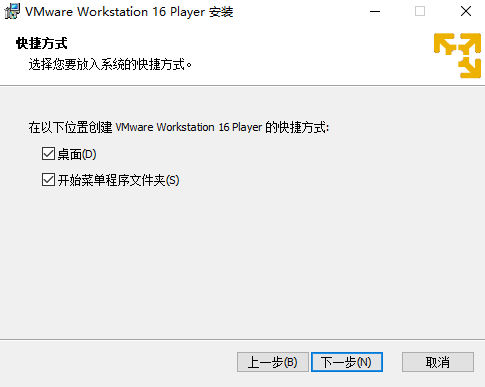 VMware Workstation 16 Player 安装
快捷方式
选择您要放入系统的快捷方式。
在以下位置创建 VMware Workstation 16 Player 的快捷方式:
桌面(D)
开始菜单程序文件夹(S)
上一步(B) 下一步(N) 取消